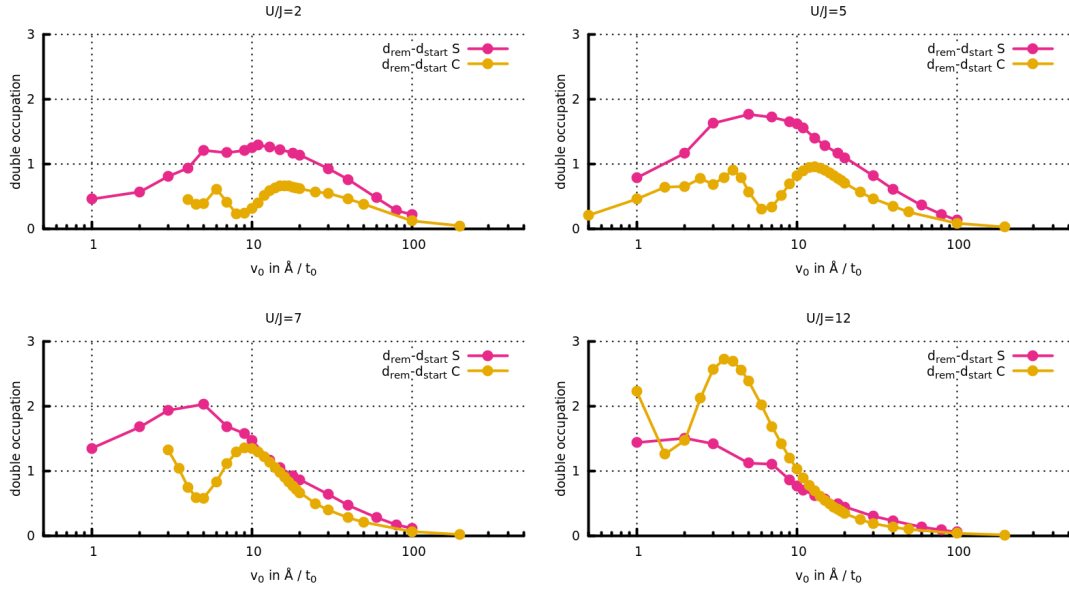 U/J=2
3
2
1
0
double occupation
d_rem-d_start S
d_rem-d_start C
1 10 100
v_0 in Å / t_0
U/J=5
3
2
1
0
double occupation
d_rem-d_start S
d_rem-d_start C
1 10 100
v_0 in Å / t_0
U/J=7
3
2
1
0
double occupation
d_rem-d_start S
d_rem-d_start C
1 10 100
v_0 in Å / t_0
U/J=12
3
2
1
0
double occupation
d_rem-d_start S
d_rem-d_start C
1 10 100
v_0 in Å / t_0